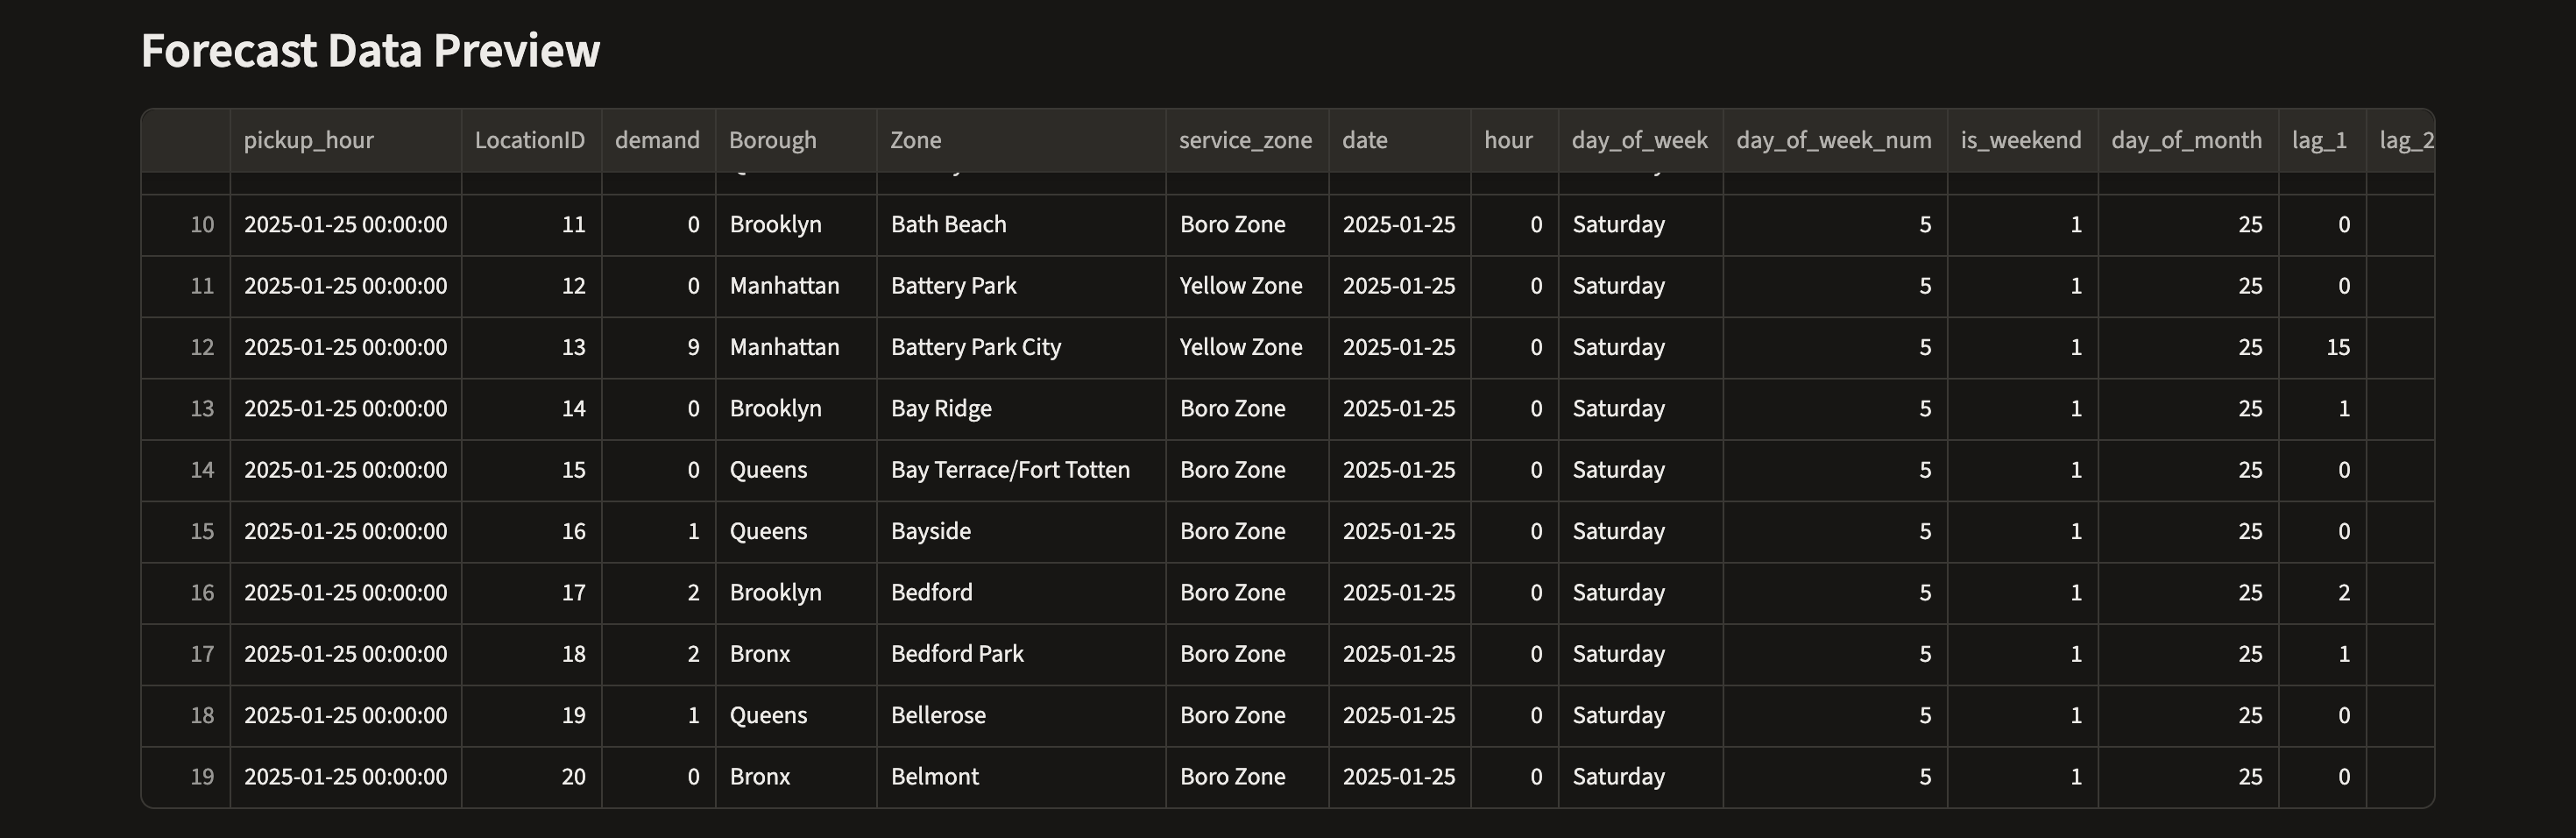 Forecast Data Preview
pickup_hour LocationID demand Borough Zone service_zone date hour day_of_week day_of_week_num is_weekend day_of_month lag_1 lag_2
10 2025-01-25 00:00:00 11 0 Brooklyn Bath Beach Boro Zone 2025-01-25 0 Saturday 5 1 25 0
11 2025-01-25 00:00:00 12 0 Manhattan Battery Park Yellow Zone 2025-01-25 0 Saturday 5 1 25 0
12 2025-01-25 00:00:00 13 9 Manhattan Battery Park City Yellow Zone 2025-01-25 0 Saturday 5 1 25 15
13 2025-01-25 00:00:00 14 0 Brooklyn Bay Ridge Boro Zone 2025-01-25 0 Saturday 5 1 25 1
14 2025-01-25 00:00:00 15 0 Queens Bay Terrace/Fort Totten Boro Zone 2025-01-25 0 Saturday 5 1 25 0
15 2025-01-25 00:00:00 16 1 Queens Bayside Boro Zone 2025-01-25 0 Saturday 5 1 25 0
16 2025-01-25 00:00:00 17 2 Brooklyn Bedford Boro Zone 2025-01-25 0 Saturday 5 1 25 2
17 2025-01-25 00:00:00 18 2 Bronx Bedford Park Boro Zone 2025-01-25 0 Saturday 5 1 25 1
18 2025-01-25 00:00:00 19 1 Queens Bellerose Boro Zone 2025-01-25 0 Saturday 5 1 25 0
19 2025-01-25 00:00:00 20 0 Bronx Belmont Boro Zone 2025-01-25 0 Saturday 5 1 25 0